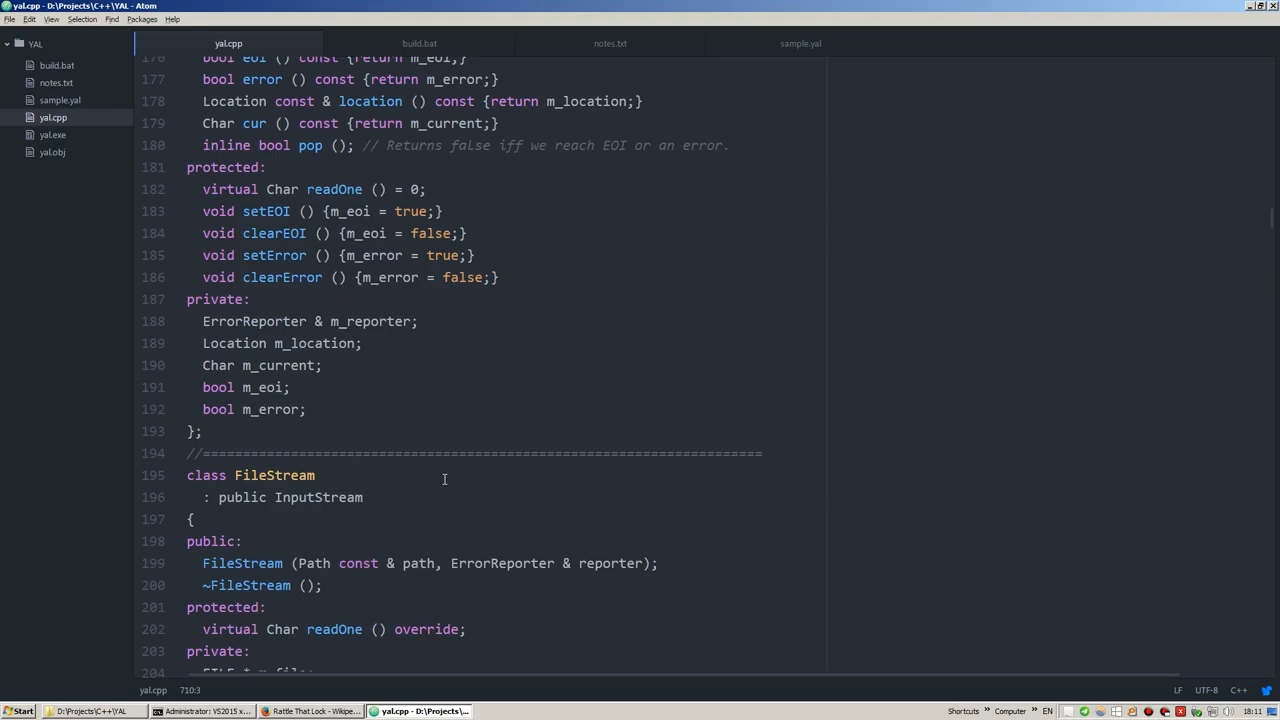 yal.cpp - D:\Projects\C++\YAL - Atom
File Edit View Selection Find Packages Help
YAL
build.bat
notes.txt
sample.yal
yal.cpp
yal.exe
yal.obj
yal.cpp build.bat notes.txt sample.yal
176 bool eoi () const {return m_eoi;}
177 bool error () const {return m_error;}
178 Location const & location () const {return m_location;}
179 Char cur () const {return m_current;}
180 inline bool pop (); // Returns false iff we reach EOI or an error.
181 protected:
182 virtual Char readOne () = 0;
183 void setEOI () {m_eoi = true;}
184 void clearEOI () {m_eoi = false;}
185 void setError () {m_error = true;}
186 void clearError () {m_error = false;}
187 private:
188 ErrorReporter & m_reporter;
189 Location m_location;
190 Char m_current;
191 bool m_eoi;
192 bool m_error;
193 };
194 //======================================================================
195 class FileStream
196 : public InputStream
197 {
198 public:
199 FileStream (Path const & path, ErrorReporter & reporter);
200 ~FileStream ();
201 protected:
202 virtual Char readOne () override;
203 private:
204 FILE * m_file;
yal.cpp 710:3 LF UTF-8 C++
Start D:\Projects\C++\YAL Administrator: VS2015 x... Rattle That Lock - Wikipe... yal.cpp - D:\Projects\... Shortcuts » Computer » EN 18:11